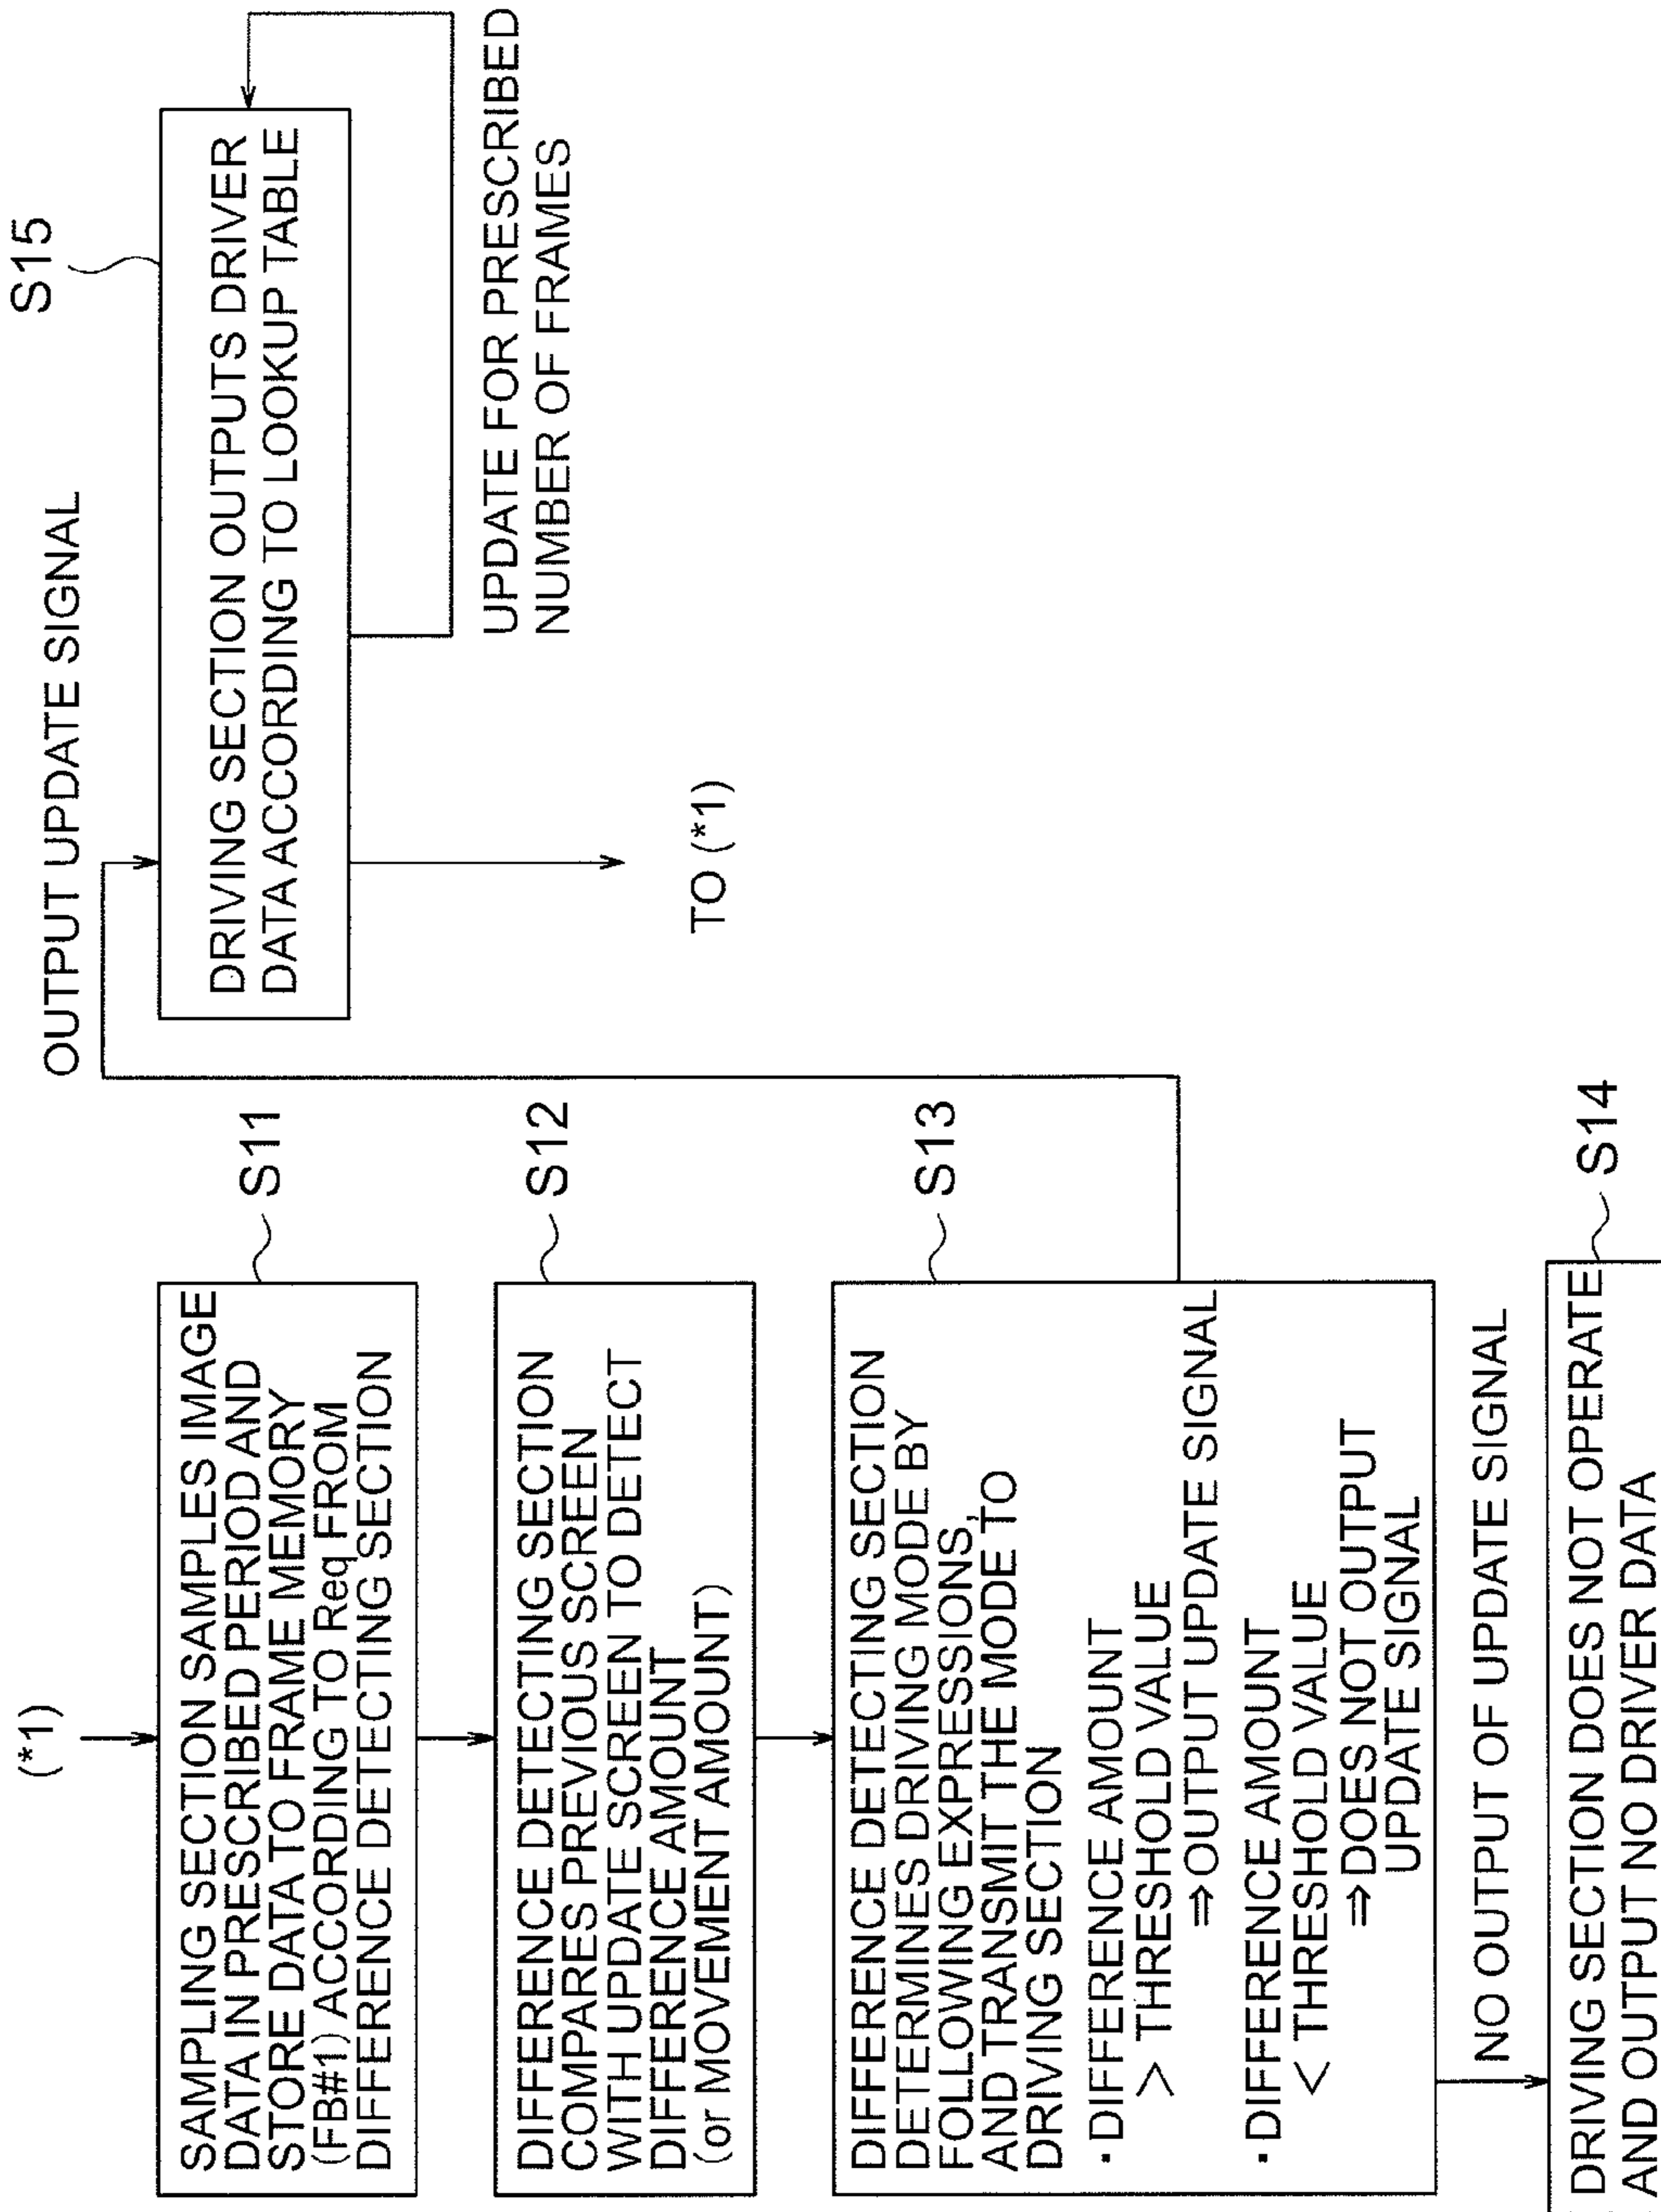 (*1)
SAMPLING SECTION SAMPLES IMAGE
DATA IN PRESCRIBED PERIOD AND
STORE DATA TO FRAME MEMORY
(FB#1) ACCORDING TO Req FROM
DIFFERENCE DETECTING SECTION
S11
DIFFERENCE DETECTING SECTION
COMPARES PREVIOUS SCREEN
WITH UPDATE SCREEN TO DETECT
DIFFERENCE AMOUNT
(or MOVEMENT AMOUNT)
S12
DIFFERENCE DETECTING SECTION
DETERMINES DRIVING MODE BY
FOLLOWING EXPRESSIONS,
AND TRANSMIT THE MODE TO
DRIVING SECTION
・DIFFERENCE AMOUNT
> THRESHOLD VALUE
⇒OUTPUT UPDATE SIGNAL
・DIFFERENCE AMOUNT
< THRESHOLD VALUE
⇒DOES NOT OUTPUT
UPDATE SIGNAL
S13
NO OUTPUT OF UPDATE SIGNAL
DRIVING SECTION DOES NOT OPERATE
AND OUTPUT NO DRIVER DATA
S14
OUTPUT UPDATE SIGNAL
S15
DRIVING SECTION OUTPUTS DRIVER
DATA ACCORDING TO LOOKUP TABLE
UPDATE FOR PRESCRIBED
NUMBER OF FRAMES
TO (*1)